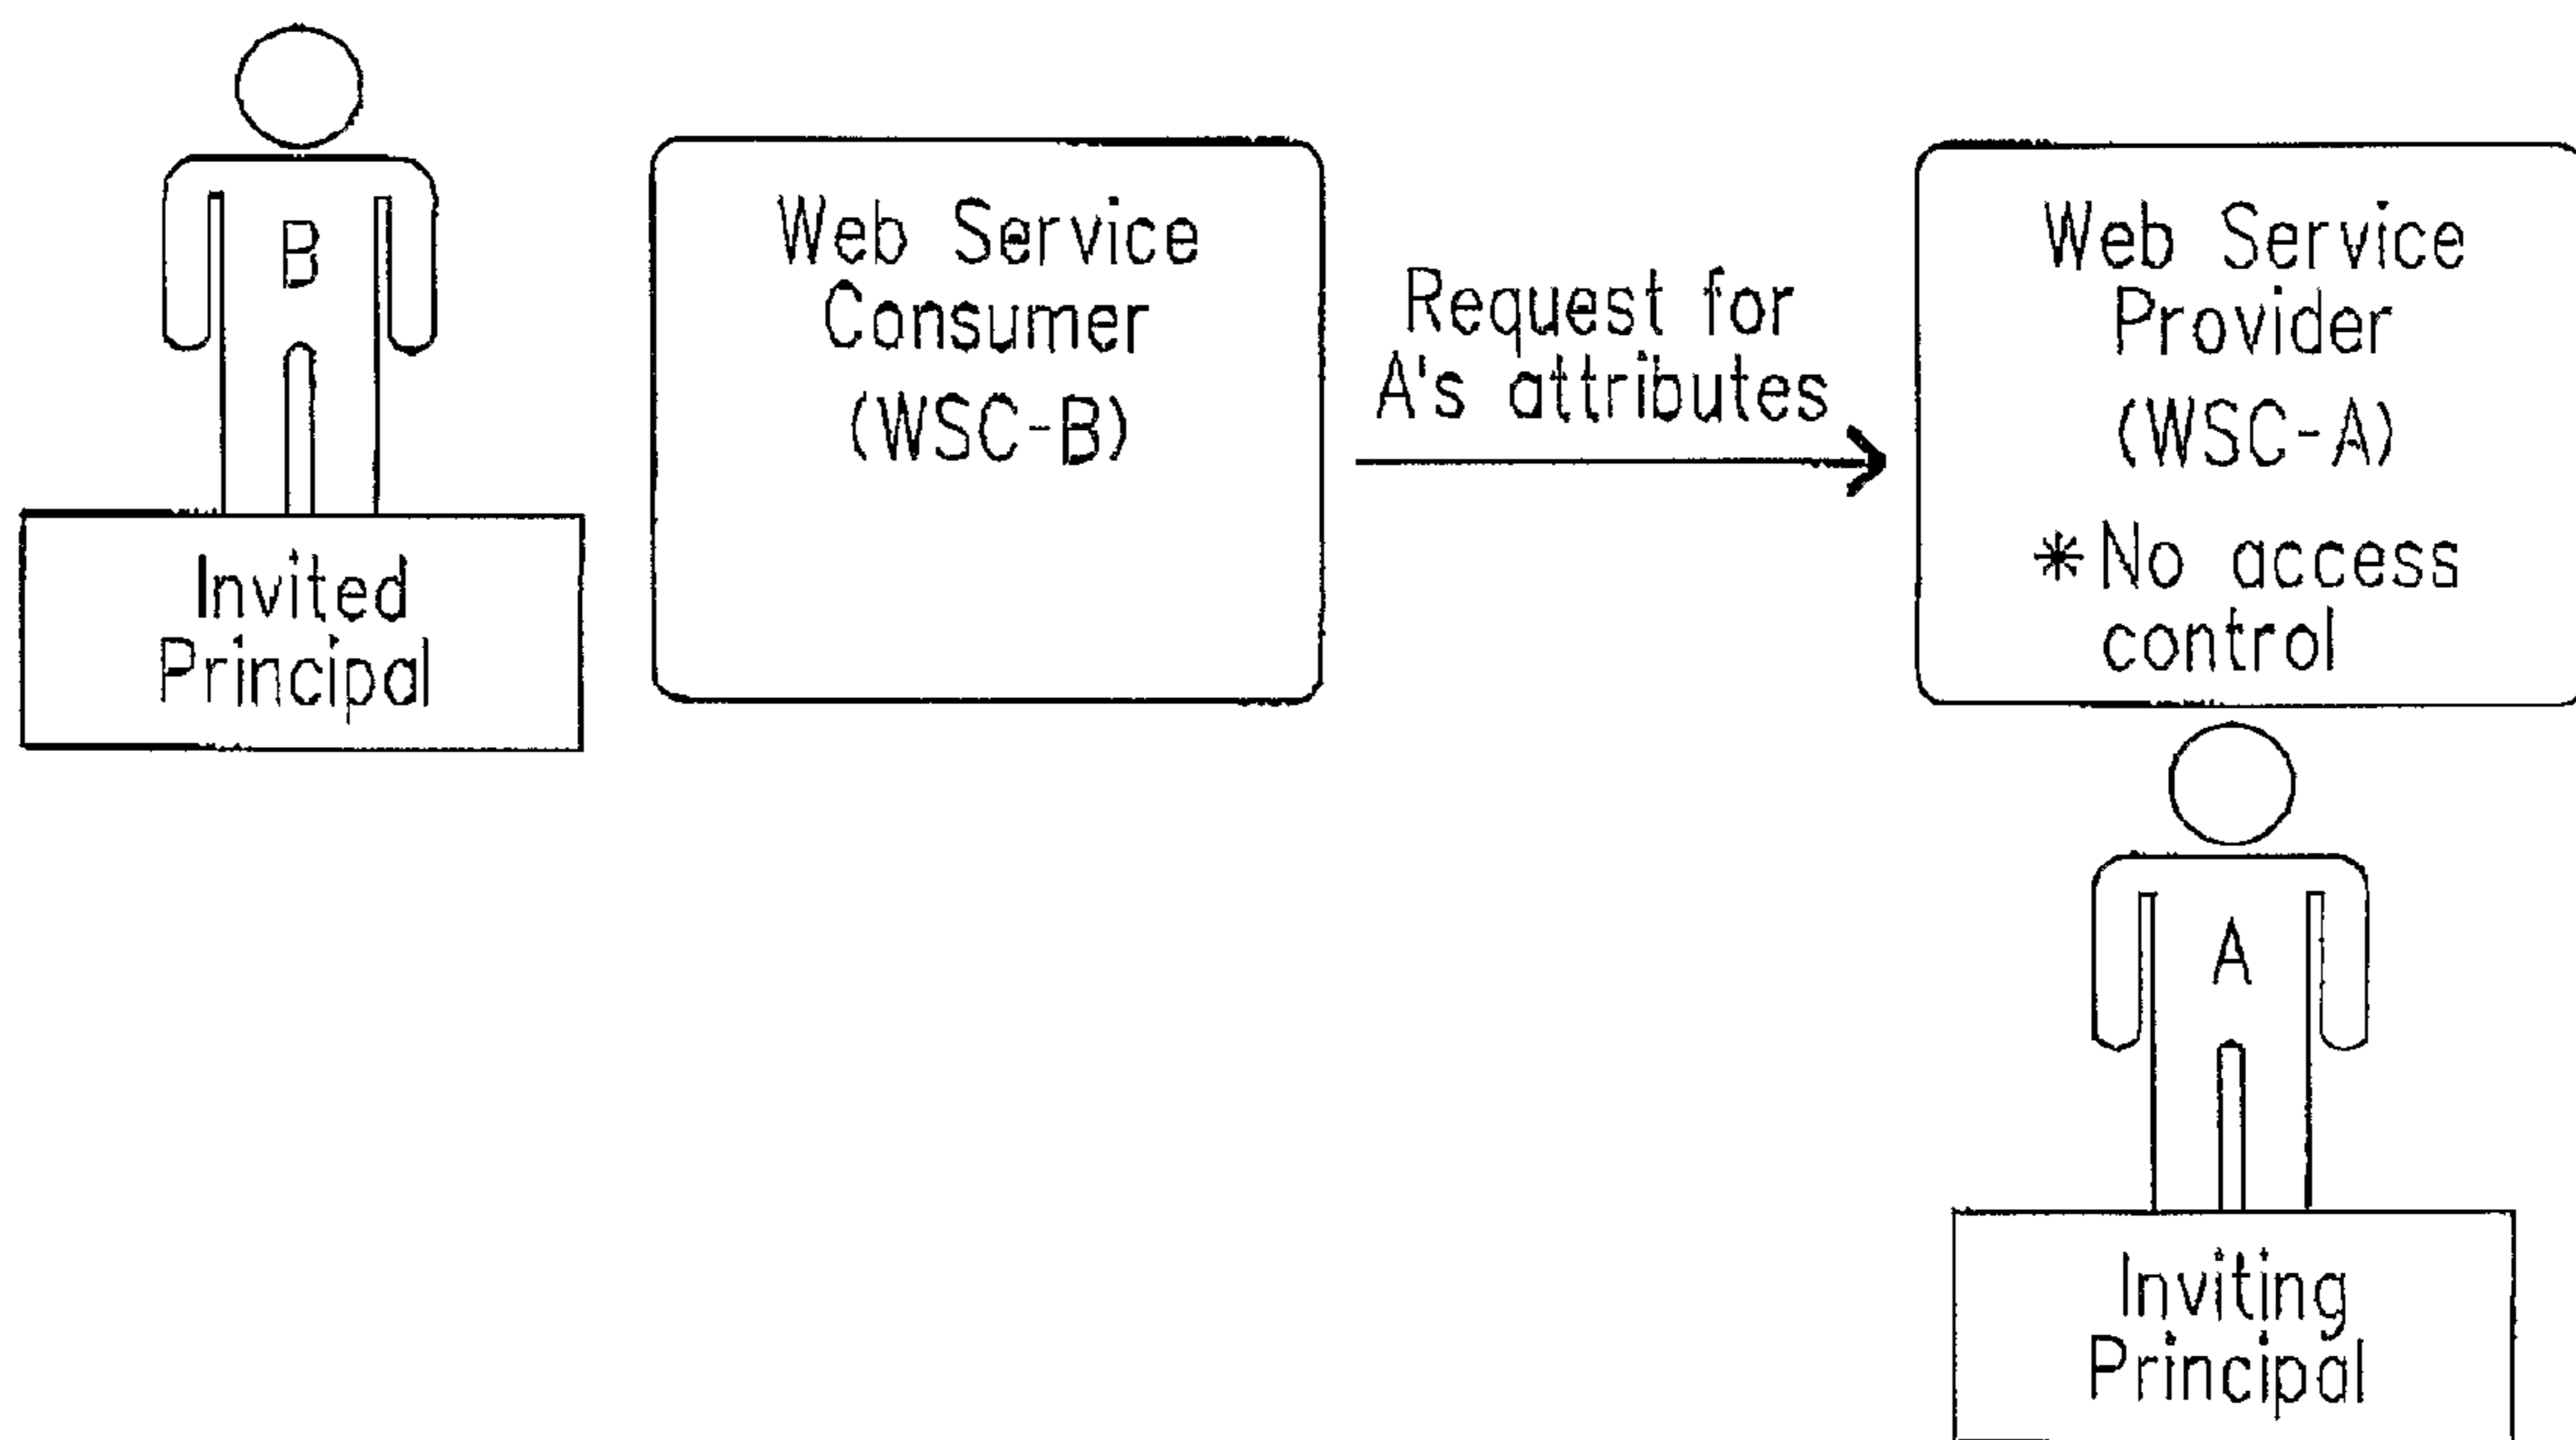 B
Invited
Principal
Web Service
Consumer
(WSC-B)
Request for
A's attributes
Web Service
Provider
(WSC-A)
*No access
control
A
Inviting
Principal